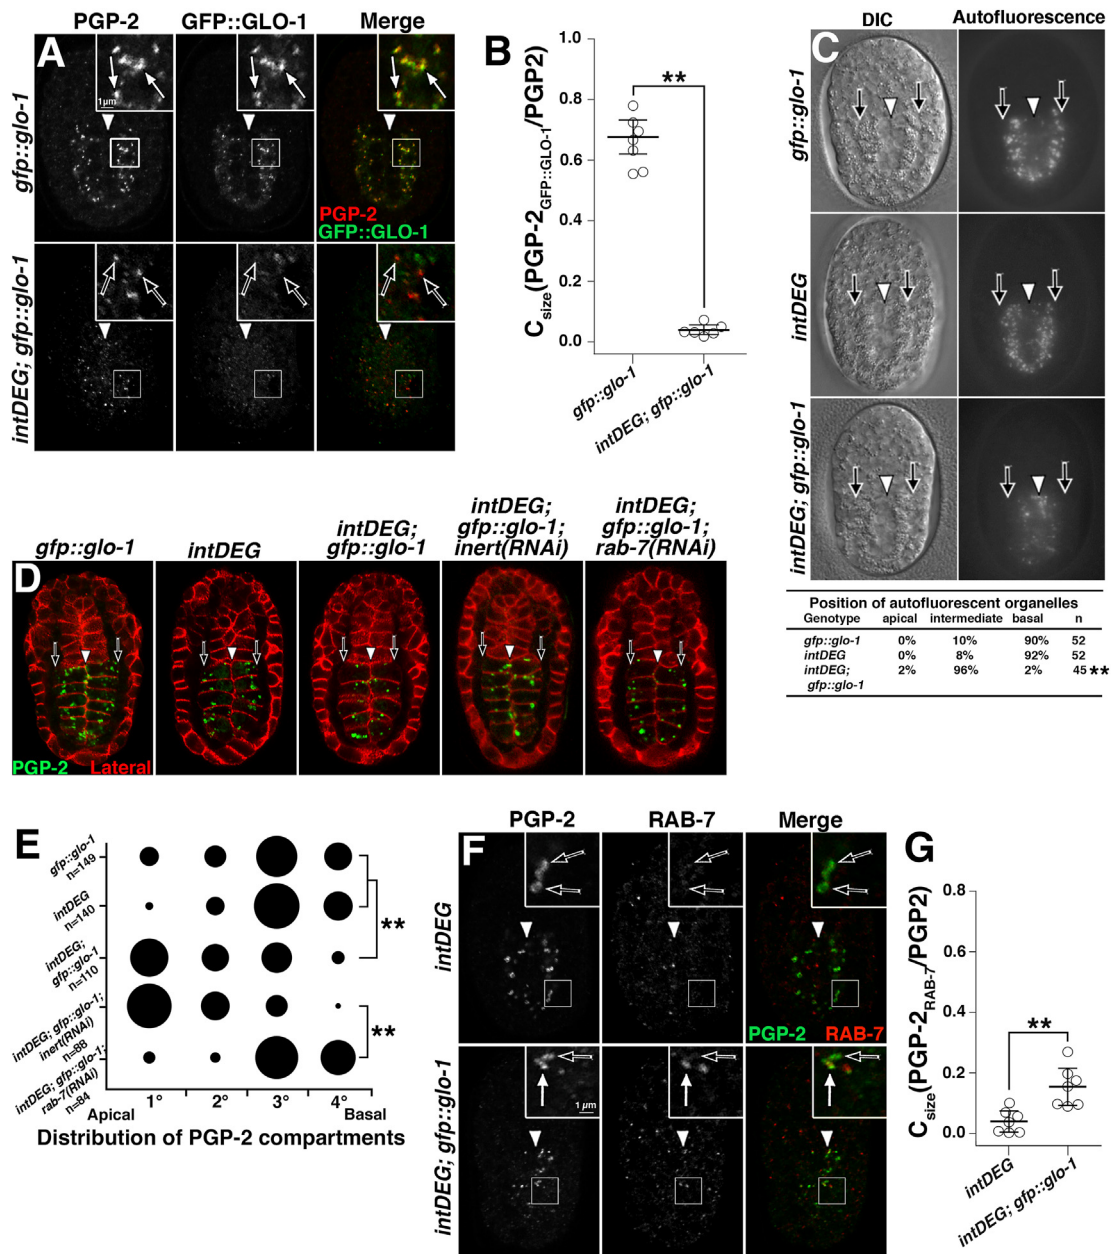 A
PGP-2 GFP::GLO-1 Merge
gfp::glo-1
1µm
PGP-2
GFP::GLO-1
intDEG; gfp::glo-1
B
C size (PGP-2 GFP::GLO-1/PGP2)
1.0
0.8
0.6
0.4
0.2
0.0
**
gfp::glo-1
intDEG; gfp::glo-1
C
DIC Autofluorescence
gfp::glo-1
intDEG
intDEG; gfp::glo-1
Position of autofluorescent organelles
Genotype apical intermediate basal n
gfp::glo-1 0% 10% 90% 52
intDEG 0% 8% 92% 52
intDEG; 2% 96% 2% 45 **
gfp::glo-1
D
gfp::glo-1
intDEG
intDEG;
gfp::glo-1
intDEG;
gfp::glo-1;
inert(RNAi)
intDEG;
gfp::glo-1;
rab-7(RNAi)
PGP-2 Lateral
E
gfp::glo-1
n=149
intDEG
n=140
intDEG;
gfp::glo-1
n=110
intDEG; gfp::glo-1;
inert(RNAi)
n=88
intDEG; gfp::glo-1;
rab-7(RNAi)
n=84
**
**
Apical 1° 2° 3° 4° Basal
Distribution of PGP-2 compartments
F
PGP-2 RAB-7 Merge
intDEG
PGP-2 RAB-7
intDEG; gfp::glo-1
1 µm
G
C size (PGP-2 RAB-7/PGP2)
0.8
0.6
0.4
0.2
0.0
**
intDEG
intDEG; gfp::glo-1